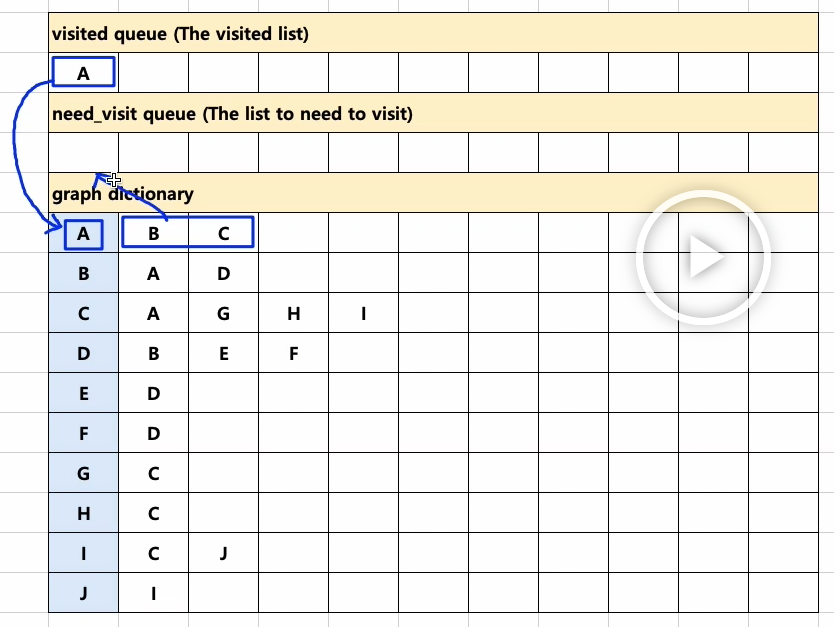 visited queue (The visited list)
A
need_visit queue (The list to need to visit)
graph dictionary
A B C
B A D
C A G H I
D B E F
E D
F D
G C
H C
I C J
J I